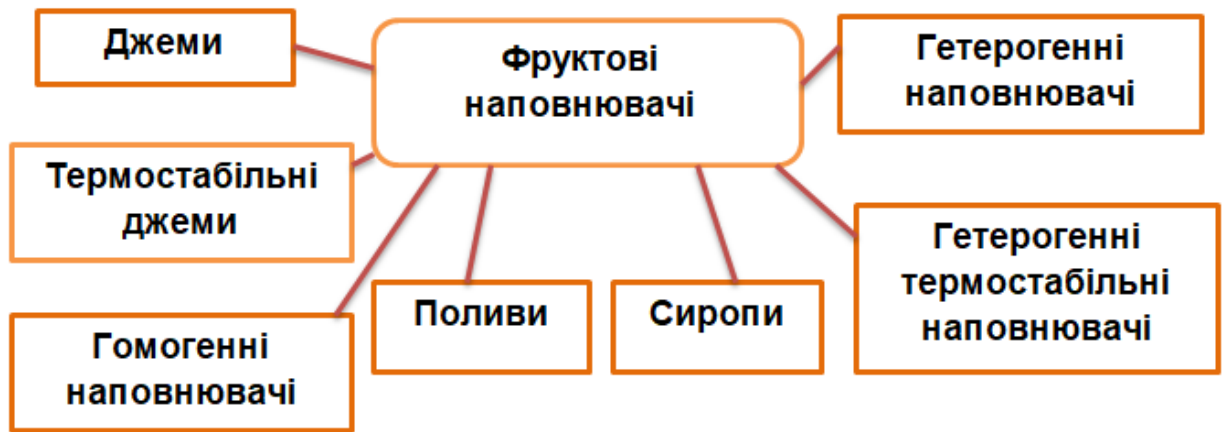 Джеми
Фруктові
наповнювачі
Гетерогенні
наповнювачі
Термостабільні
джеми
Гомогенні
наповнювачі
Поливи
Сиропи
Гетерогенні
термостабільні
наповнювачі